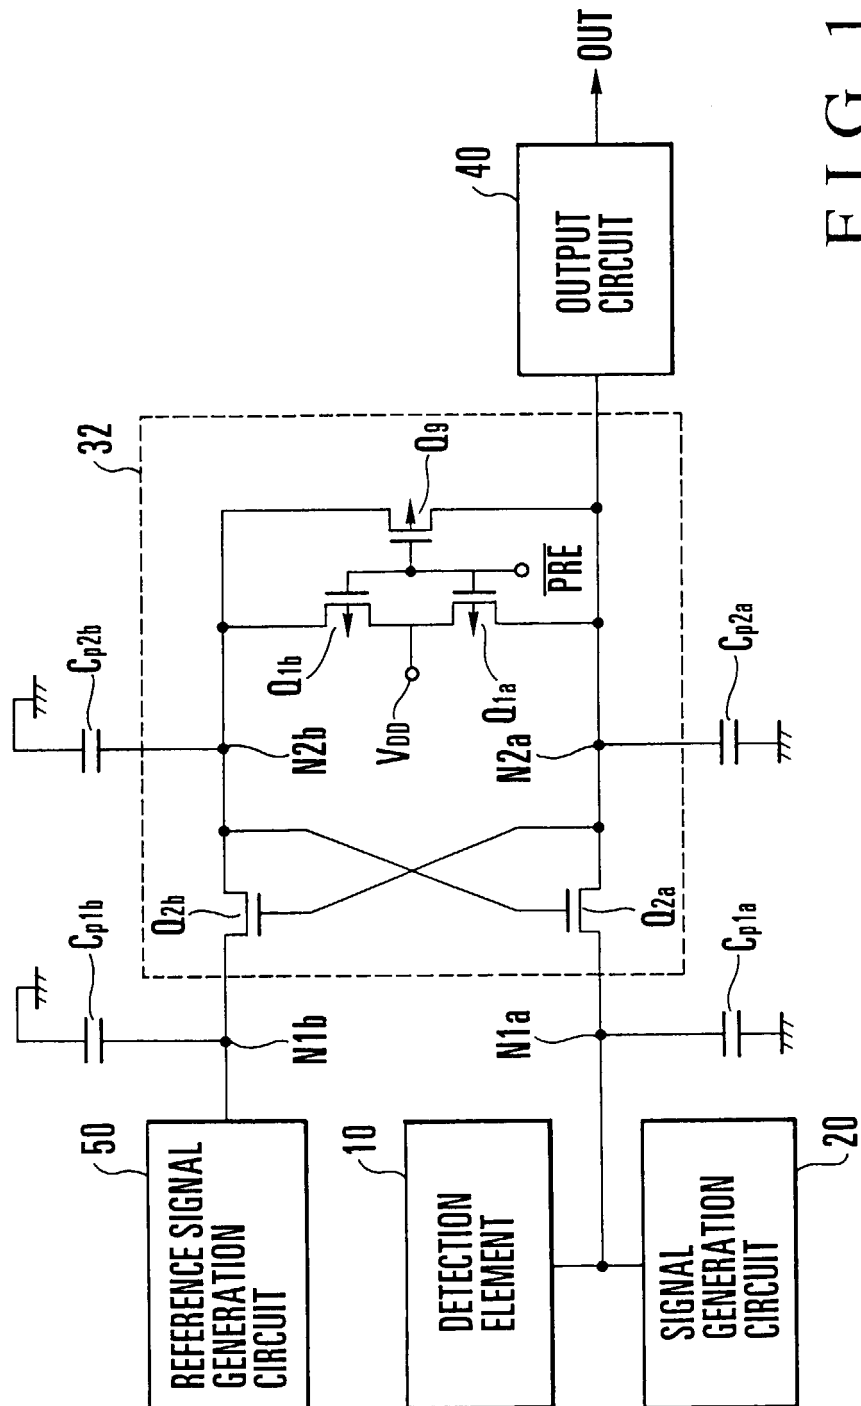 50
REFERENCE SIGNAL
GENERATION
CIRCUIT
10
DETECTION
ELEMENT
20
SIGNAL
GENERATION
CIRCUIT
Cp1b
N1b
N1a
Cp1a
Q2b
Q2a
Cp2b
N2b
N2a
Cp2a
32
Q1b
VDD
Q1a
Q9
P̅R̅E̅
40
OUTPUT
CIRCUIT
OUT
FIG. 1